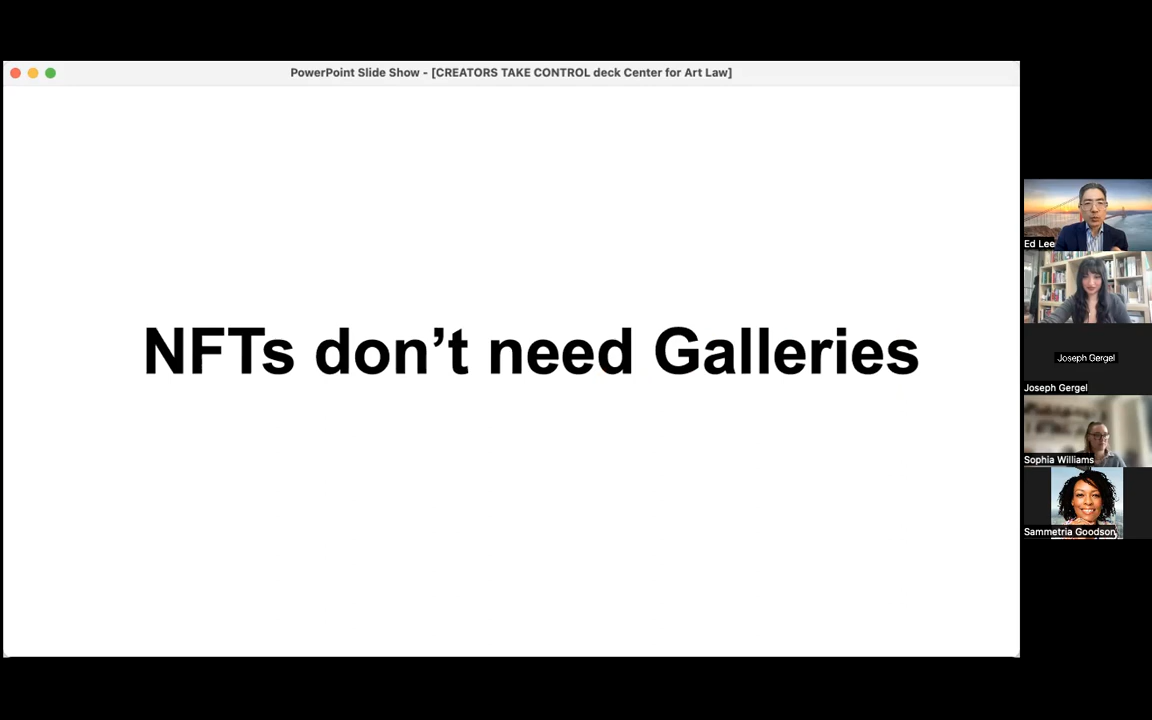 PowerPoint Slide Show - [CREATORS TAKE CONTROL deck Center for Art Law]
NFTs don’t need Galleries
Ed Lee
Joseph Gergel
Joseph Gergel
Sophia Williams
Sammetria Goodson